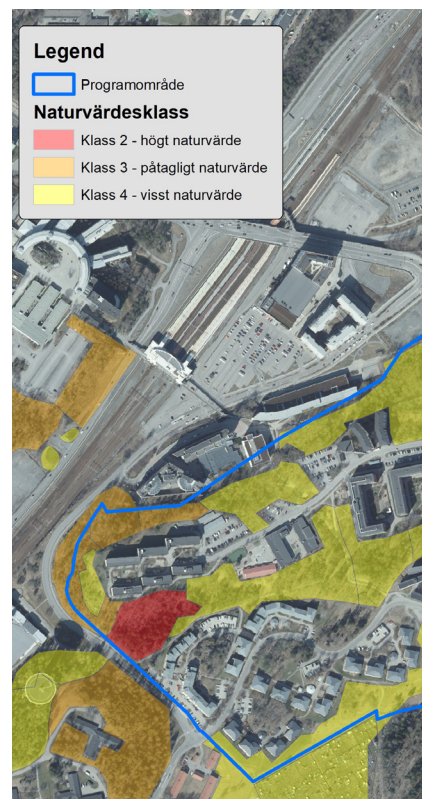 Legend
Programområde
Naturvärdesklass
Klass 2 - högt naturvärde
Klass 3 - påtagligt naturvärde
Klass 4 - visst naturvärde